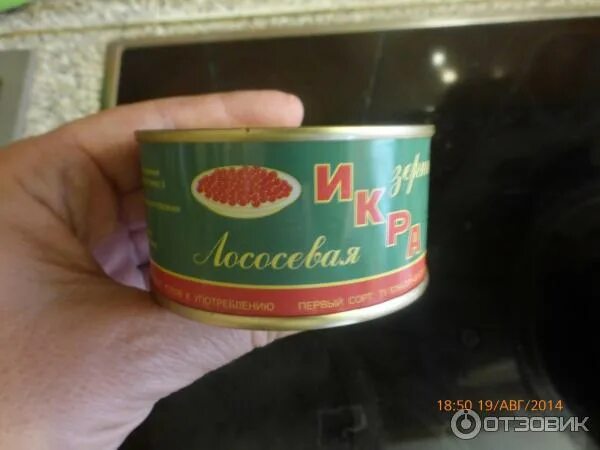 зерн
ИКРА
Лососевая
К УПОТРЕБЛЕНИЮ ПЕРВЫЙ СОРТ
18:50 19/АВГ/2014
ОТЗОВИК